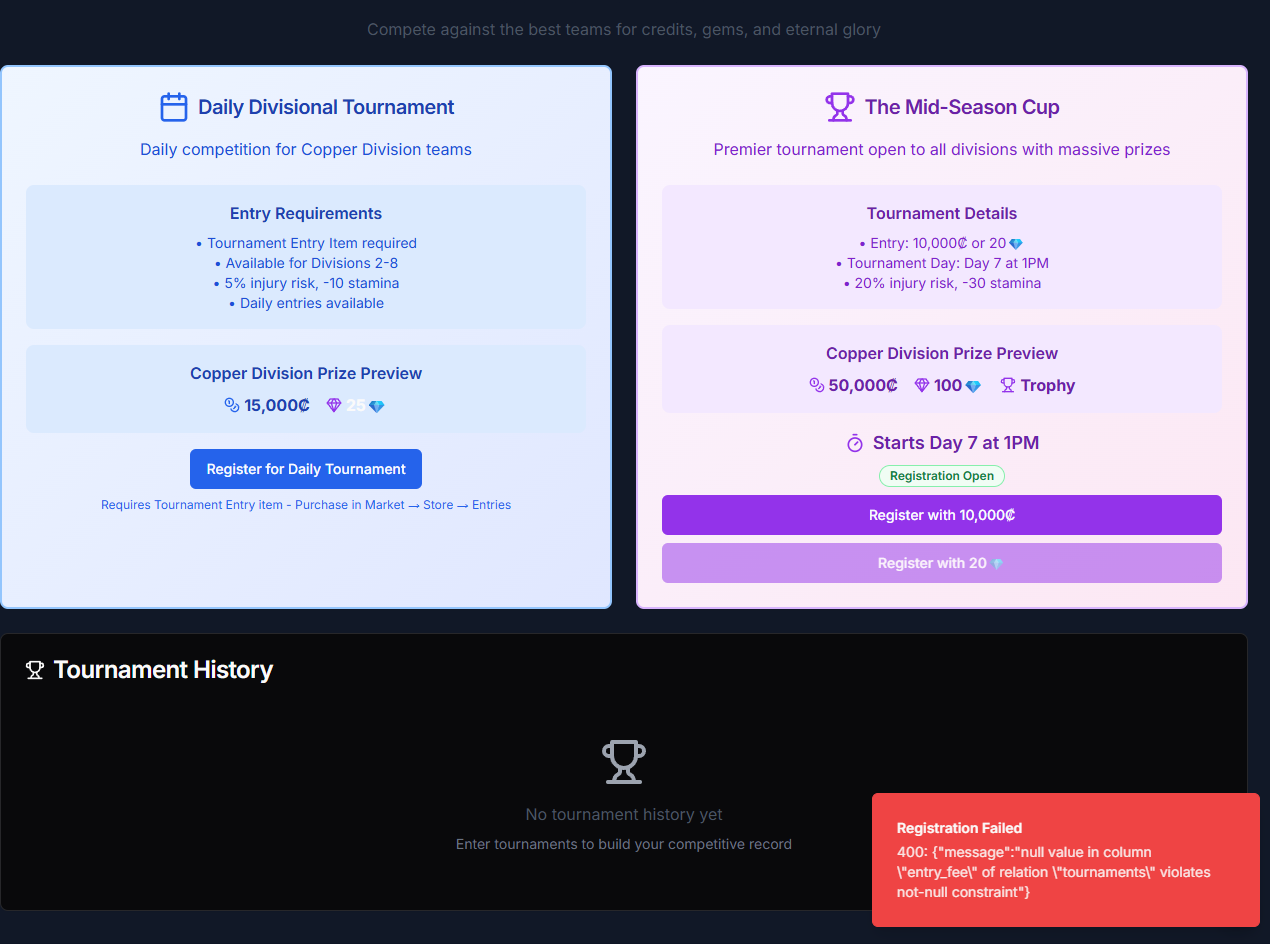 Compete against the best teams for credits, gems, and eternal glory
Daily Divisional Tournament
Daily competition for Copper Division teams
Entry Requirements
• Tournament Entry Item required
• Available for Divisions 2-8
• 5% injury risk, -10 stamina
• Daily entries available
Copper Division Prize Preview
15,000₡ 25 💎
Register for Daily Tournament
Requires Tournament Entry item - Purchase in Market → Store → Entries
The Mid-Season Cup
Premier tournament open to all divisions with massive prizes
Tournament Details
• Entry: 10,000₡ or 20 💎
• Tournament Day: Day 7 at 1PM
• 20% injury risk, -30 stamina
Copper Division Prize Preview
50,000₡ 100 💎 Trophy
Starts Day 7 at 1PM
Registration Open
Register with 10,000₡
Register with 20 💎
Tournament History
No tournament history yet
Enter tournaments to build your competitive record
Registration Failed
400: {"message":"null value in column
\"entry_fee\" of relation \"tournaments\" violates
not-null constraint"}